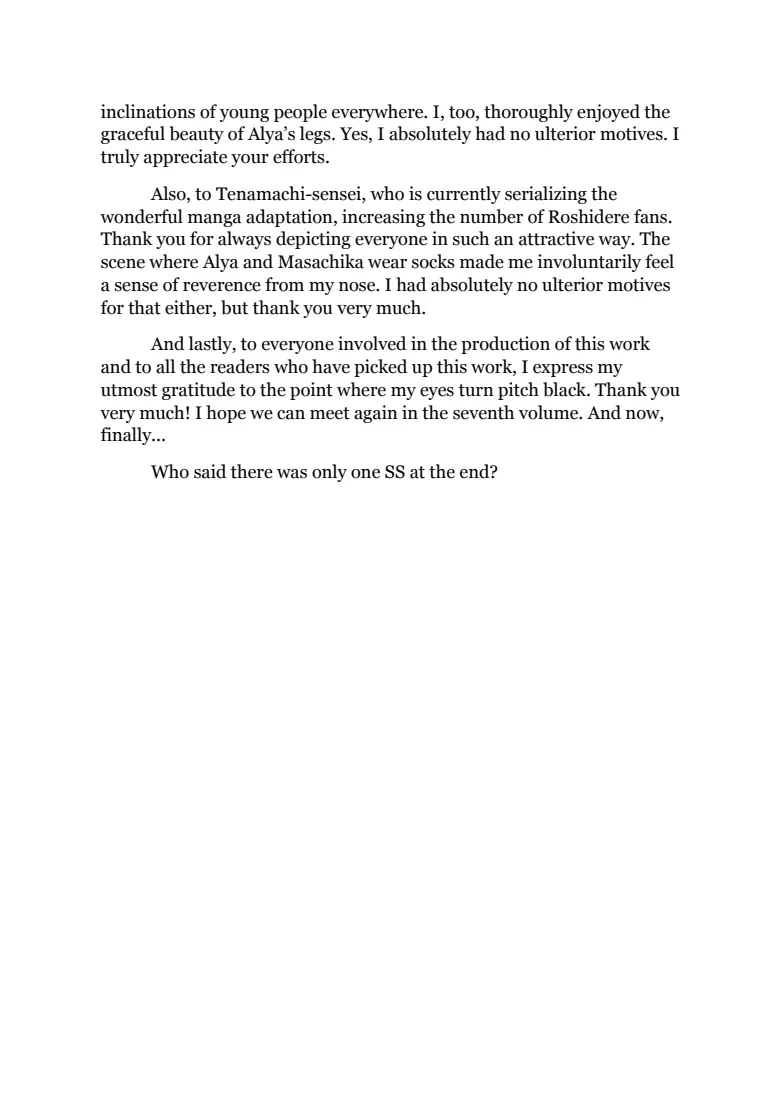 inclinations of young people everywhere. I, too, thoroughly enjoyed the
graceful beauty of Alya’s legs. Yes, I absolutely had no ulterior motives. I
truly appreciate your efforts.
Also, to Tenamachi-sensei, who is currently serializing the
wonderful manga adaptation, increasing the number of Roshidere fans.
Thank you for always depicting everyone in such an attractive way. The
scene where Alya and Masachika wear socks made me involuntarily feel
a sense of reverence from my nose. I had absolutely no ulterior motives
for that either, but thank you very much.
And lastly, to everyone involved in the production of this work
and to all the readers who have picked up this work, I express my
utmost gratitude to the point where my eyes turn pitch black. Thank you
very much! I hope we can meet again in the seventh volume. And now,
finally…
Who said there was only one SS at the end?